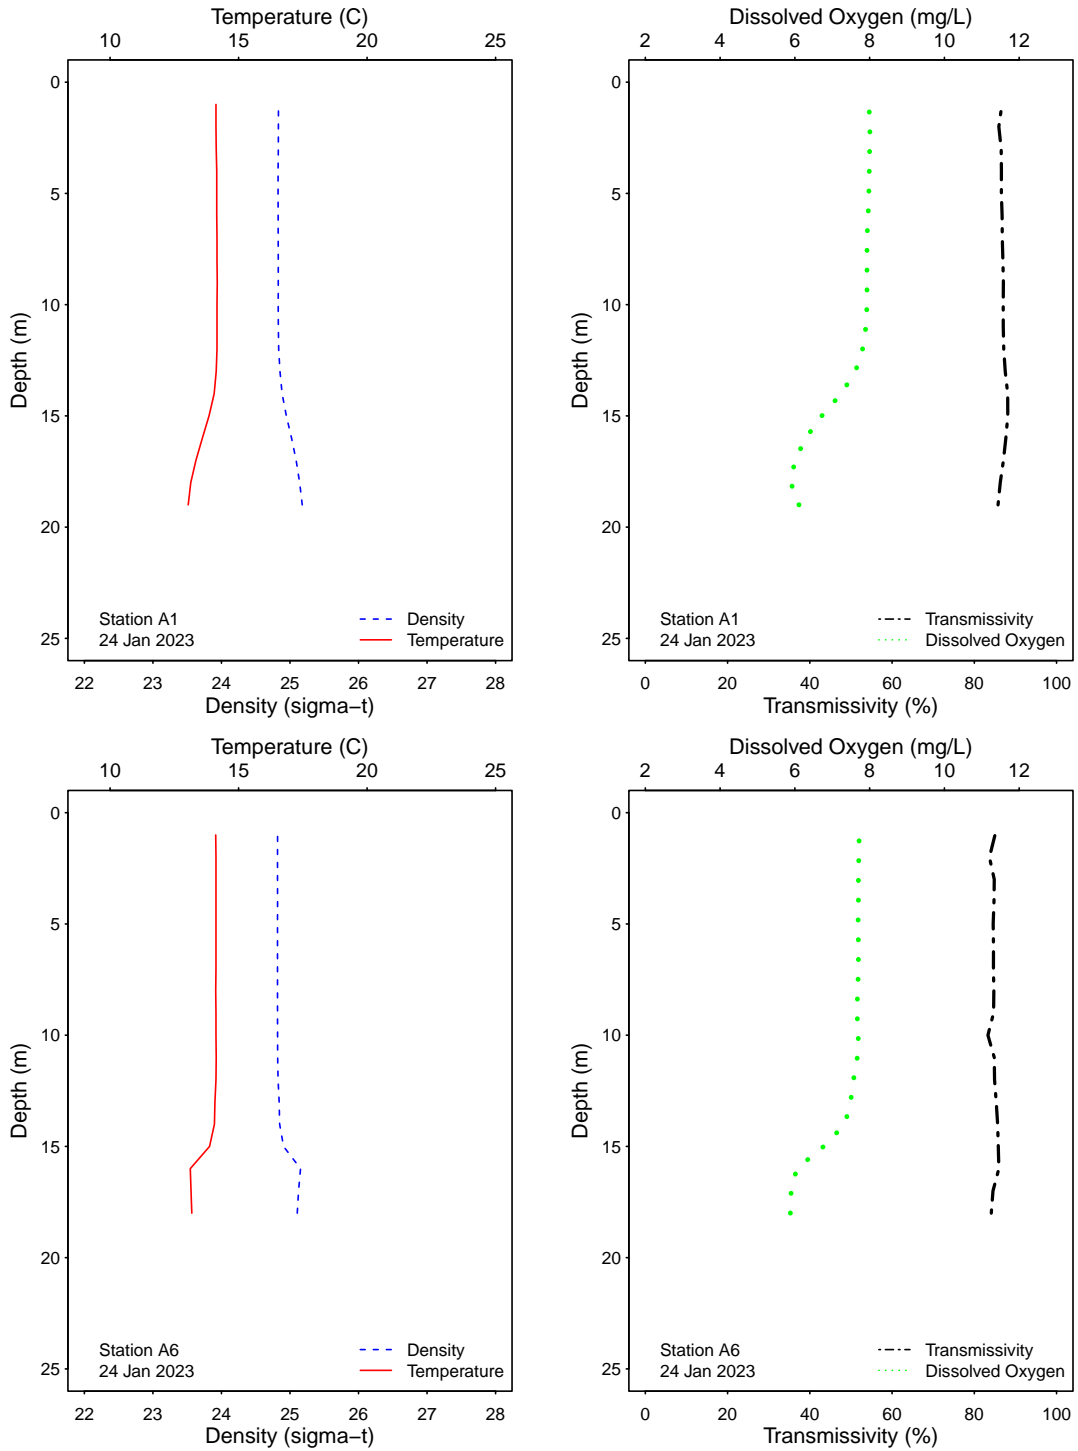 Temperature (C)
10 15 20 25
0
5
10
15
20
25
Depth (m)
Station A1
24 Jan 2023
Density
Temperature
22 23 24 25 26 27 28
Density (sigma−t)
Dissolved Oxygen (mg/L)
2 4 6 8 10 12
0
5
10
15
20
25
Depth (m)
Station A1
24 Jan 2023
Transmissivity
Dissolved Oxygen
0 20 40 60 80 100
Transmissivity (%)
Temperature (C)
10 15 20 25
0
5
10
15
20
25
Depth (m)
Station A6
24 Jan 2023
Density
Temperature
22 23 24 25 26 27 28
Density (sigma−t)
Dissolved Oxygen (mg/L)
2 4 6 8 10 12
0
5
10
15
20
25
Depth (m)
Station A6
24 Jan 2023
Transmissivity
Dissolved Oxygen
0 20 40 60 80 100
Transmissivity (%)